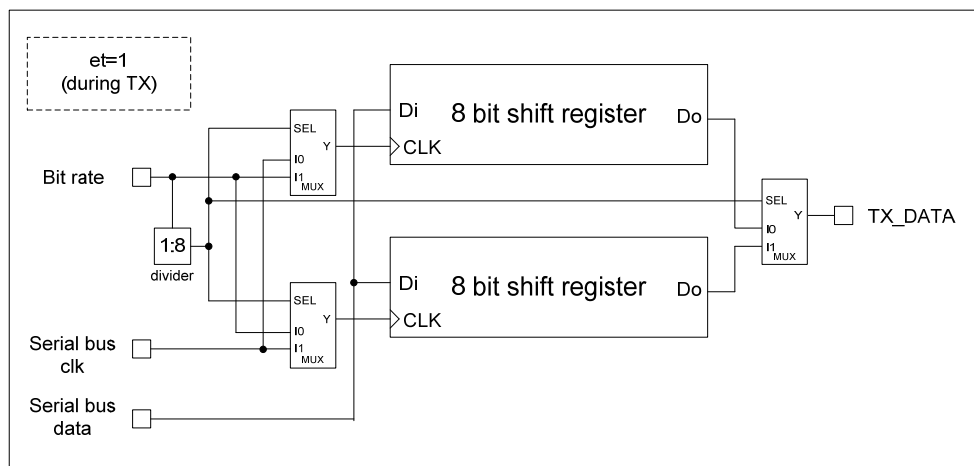 et=1
(during TX)
Di
8 bit shift register
Do
CLK
SEL
I0
I1
Y
MUX
Bit rate
1:8
divider
SEL
I0
I1
Y
MUX
TX_DATA
Di
8 bit shift register
Do
CLK
SEL
I0
I1
Y
MUX
Serial bus
clk
Serial bus
data